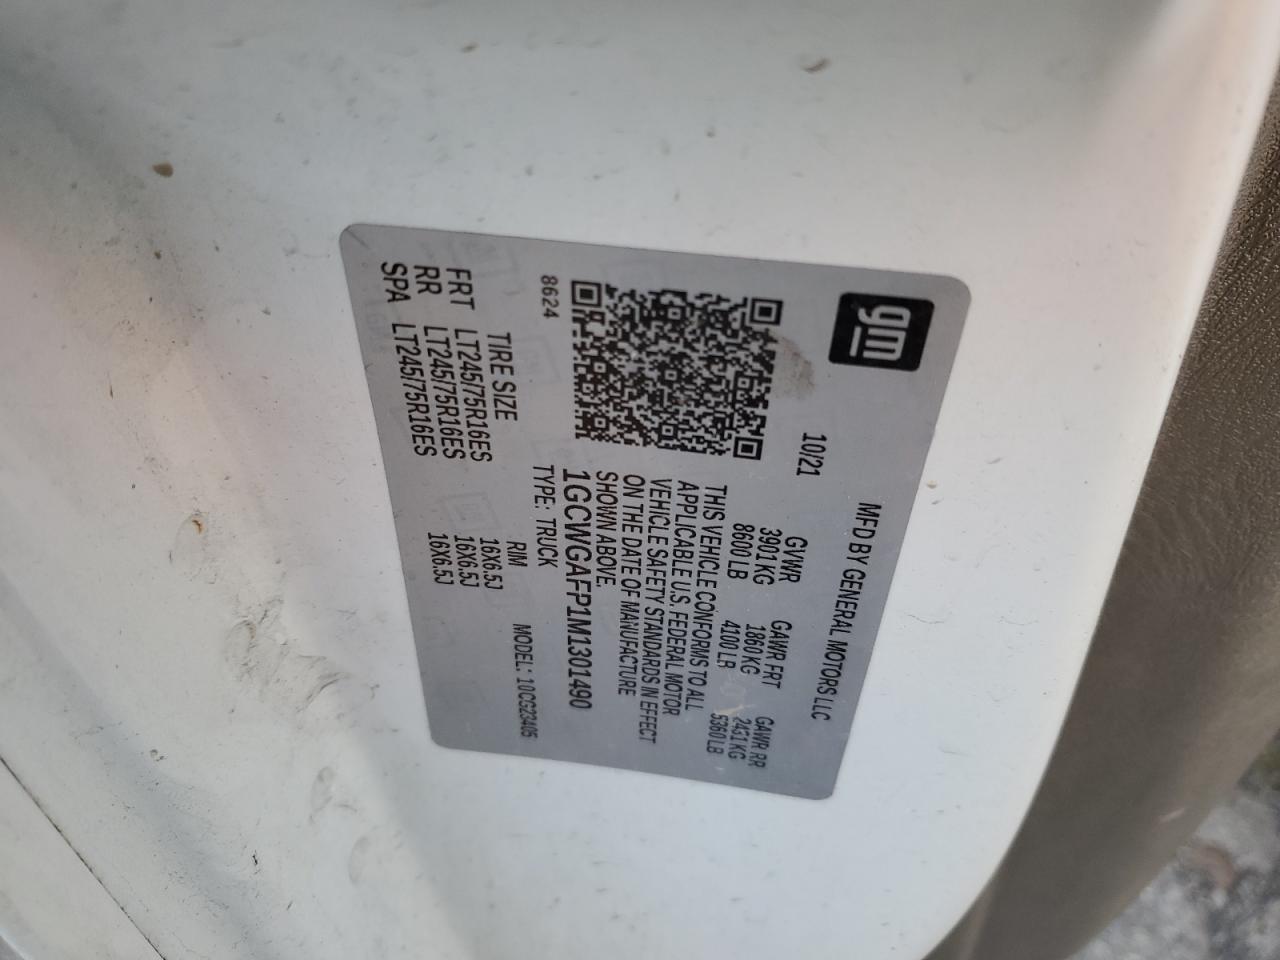 gm
MFD BY GENERAL MOTORS LLC
10/21
GVWR GAWR FRT GAWR RR
3901 KG 1860 KG 2431 KG
8600 LB 4100 LB 5360 LB
THIS VEHICLE CONFORMS TO ALL
APPLICABLE U.S. FEDERAL MOTOR
VEHICLE SAFETY STANDARDS IN EFFECT
ON THE DATE OF MANUFACTURE
SHOWN ABOVE.
1GCWGAFP1M1301490
8624
TYPE: TRUCK
MODEL: 10CG23405
TIRE SIZE RIM
FRT LT245/75R16ES 16X6.5J
RR LT245/75R16ES 16X6.5J
SPA LT245/75R16ES 16X6.5J